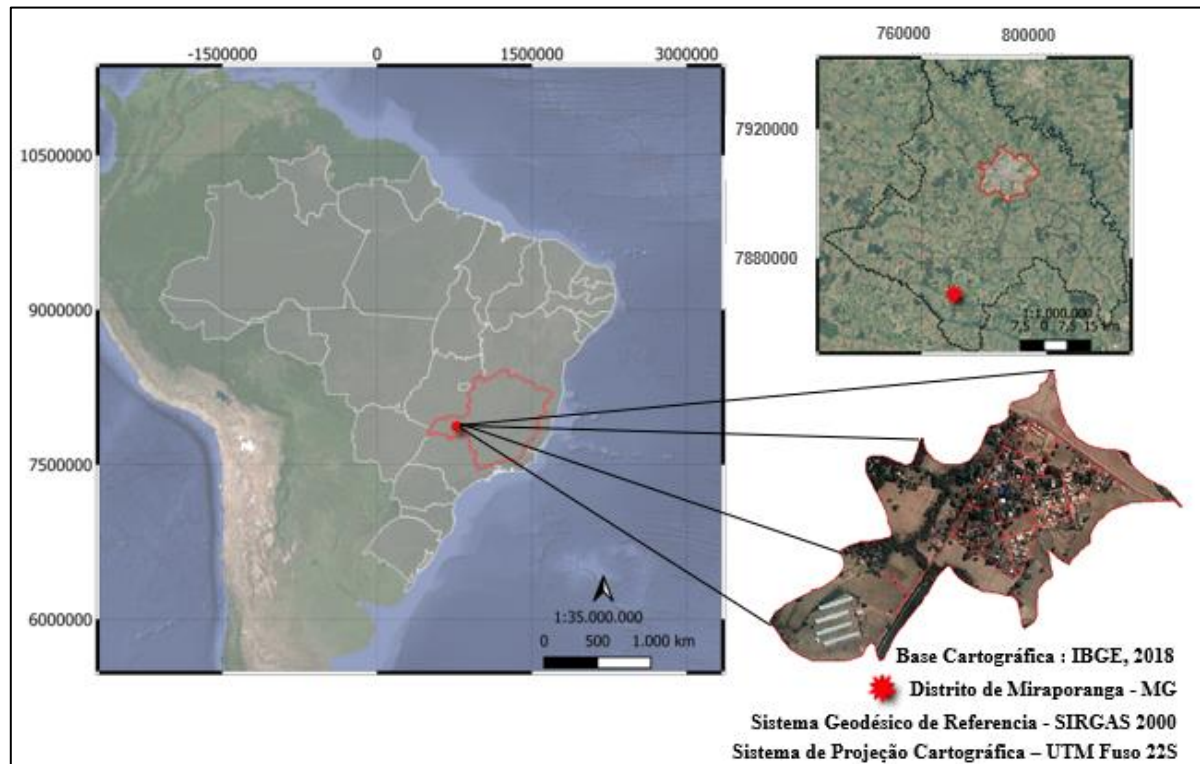 -1500000 0 1500000 3000000
10500000
9000000
7500000
6000000
1:35.000.000
0 500 1.000 km
760000 800000
7920000
7880000
1:1.000.000
7,5 0 7,5 15 km
Base Cartográfica : IBGE, 2018
Distrito de Miraporanga - MG
Sistema Geodésico de Referencia - SIRGAS 2000
Sistema de Projeção Cartográfica – UTM Fuso 22S